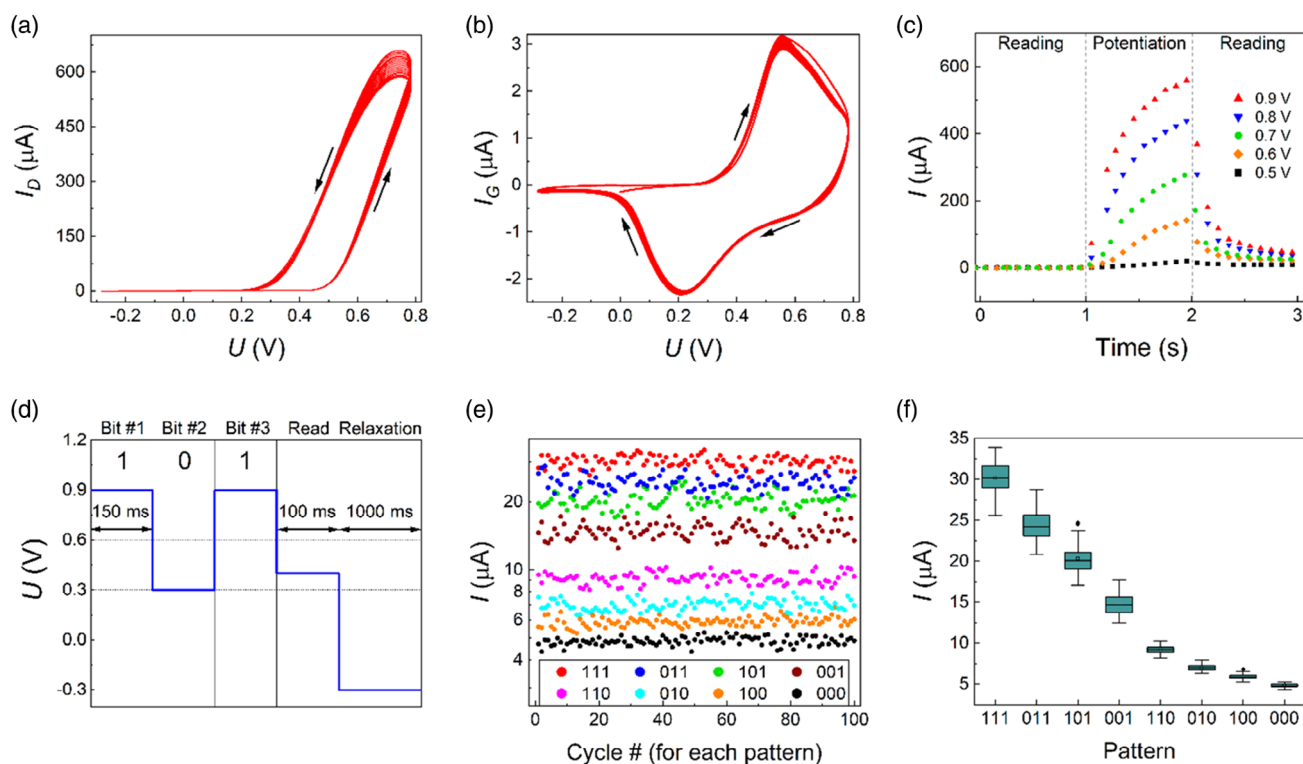 (a)
I_D (μA)
600
450
300
150
0
-0.2 0.0 0.2 0.4 0.6 0.8
U (V)
(b)
I_G (μA)
3
2
1
0
-1
-2
-0.2 0.0 0.2 0.4 0.6 0.8
U (V)
(c)
Reading Potentiation Reading
I (μA)
600
400
200
0
0.9 V
0.8 V
0.7 V
0.6 V
0.5 V
0 1 2 3
Time (s)
(d)
Bit #1 Bit #2 Bit #3 Read Relaxation
1 0 1
U (V)
1.2
0.9
0.6
0.3
0.0
-0.3
150 ms 100 ms 1000 ms
(e)
I (μA)
20
10
8
6
4
111 011 101 001
110 010 100 000
0 20 40 60 80 100
Cycle # (for each pattern)
(f)
I (μA)
35
30
25
20
15
10
5
111 011 101 001 110 010 100 000
Pattern